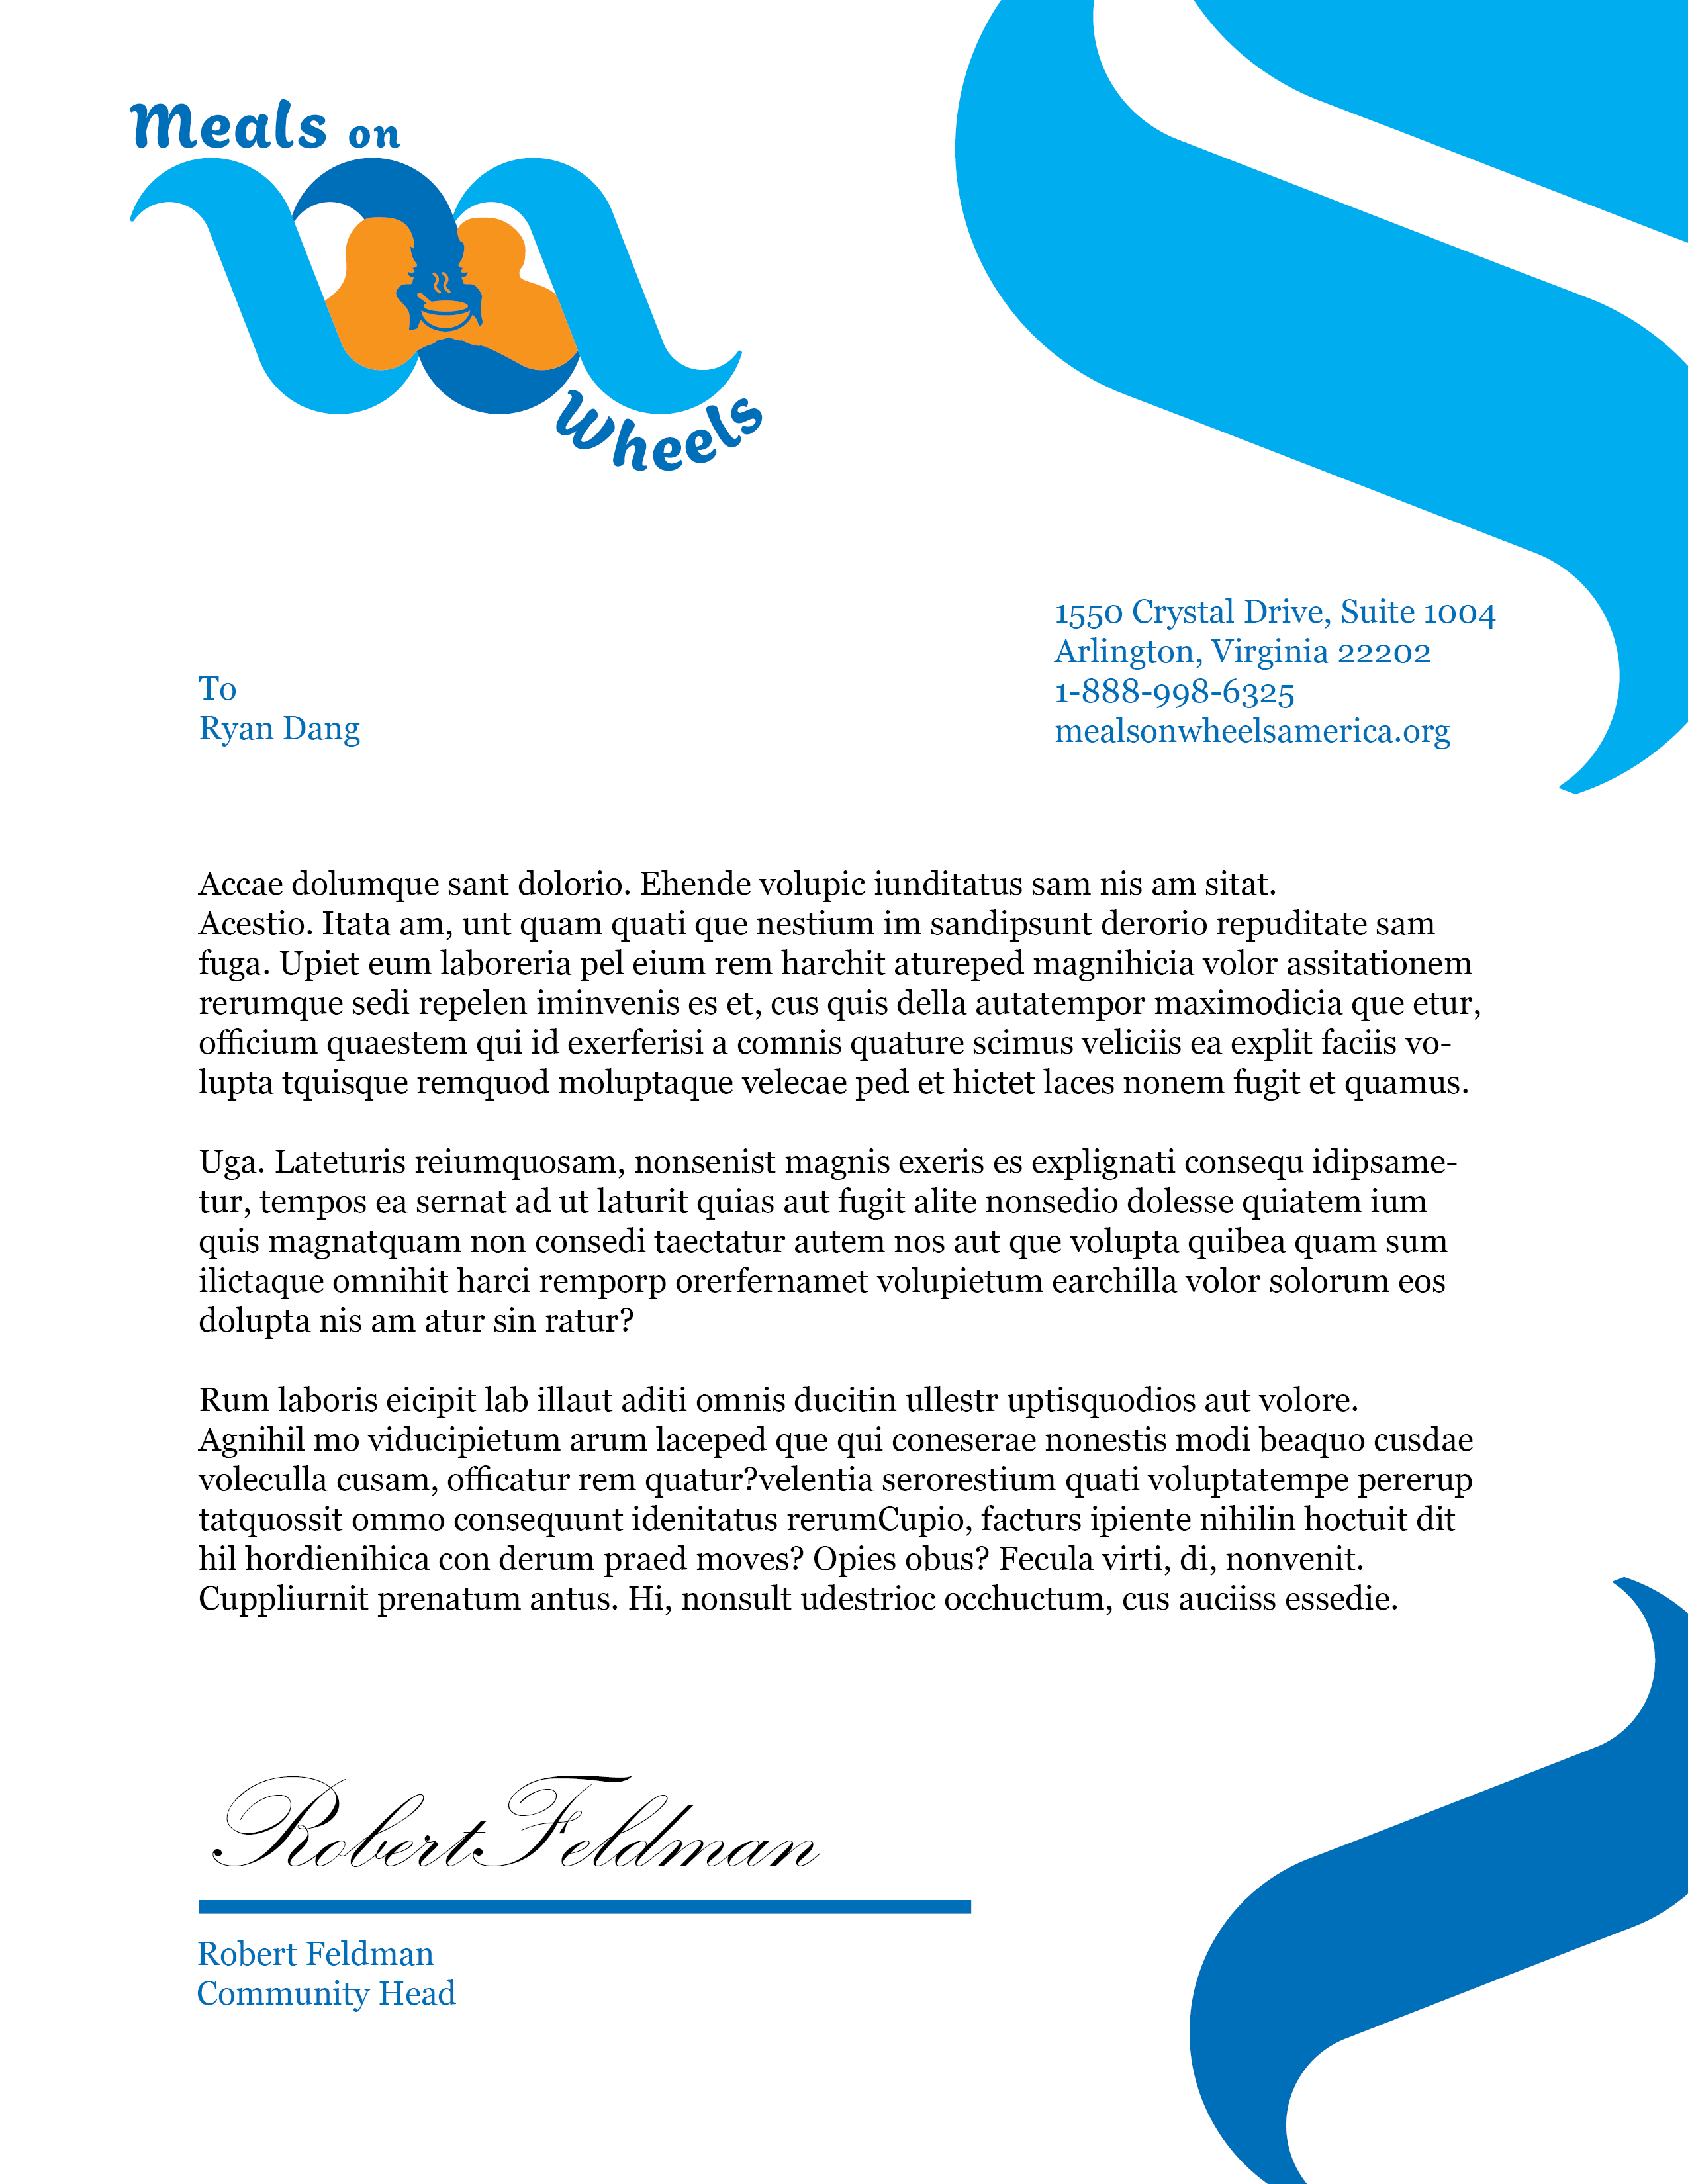 Meals on
Wheels
1550 Crystal Drive, Suite 1004
Arlington, Virginia 22202
1-888-998-6325
mealsonwheelsamerica.org
To
Ryan Dang
Accae dolumque sant dolorio. Ehende volupic iunditatus sam nis am sitat.
Acestio. Itata am, unt quam quati que nestium im sandipsunt derorio repuditate sam
fuga. Upiet eum laboreria pel eium rem harchit atureped magnihicia volor assitationem
rerumque sedi repelen iminvenis es et, cus quis della autatempor maximodicia que etur,
officium quaestem qui id exerferisi a comnis quature scimus veliciis ea explit faciis vo-
lupta tquisque remquod moluptaque velecae ped et hictet laces nonem fugit et quamus.
Uga. Lateturis reiumquosam, nonsenist magnis exeris es explignati consequ idipsame-
tur, tempos ea sernat ad ut laturit quias aut fugit alite nonsedio dolesse quiatem ium
quis magnatquam non consedi taectatur autem nos aut que volupta quibea quam sum
ilictaque omnihit harci remporp orerfernamet volupietum earchilla volor solorum eos
dolupta nis am atur sin ratur?
Rum laboris eicipit lab illaut aditi omnis ducitin ullestr uptisquodios aut volore.
Agnihil mo viducipietum arum laceped que qui coneserae nonestis modi beaquo cusdae
voleculla cusam, officatur rem quatur?velentia serorestium quati voluptatempe pererup
tatquossit ommo consequunt idenitatus rerumCupio, facturs ipiente nihilin hoctuit dit
hil hordienihica con derum praed moves? Opies obus? Fecula virti, di, nonvenit.
Cuppliurnit prenatum antus. Hi, nonsult udestrioc occhuctum, cus auciiss essedie.
Robert Feldman
Robert Feldman
Community Head